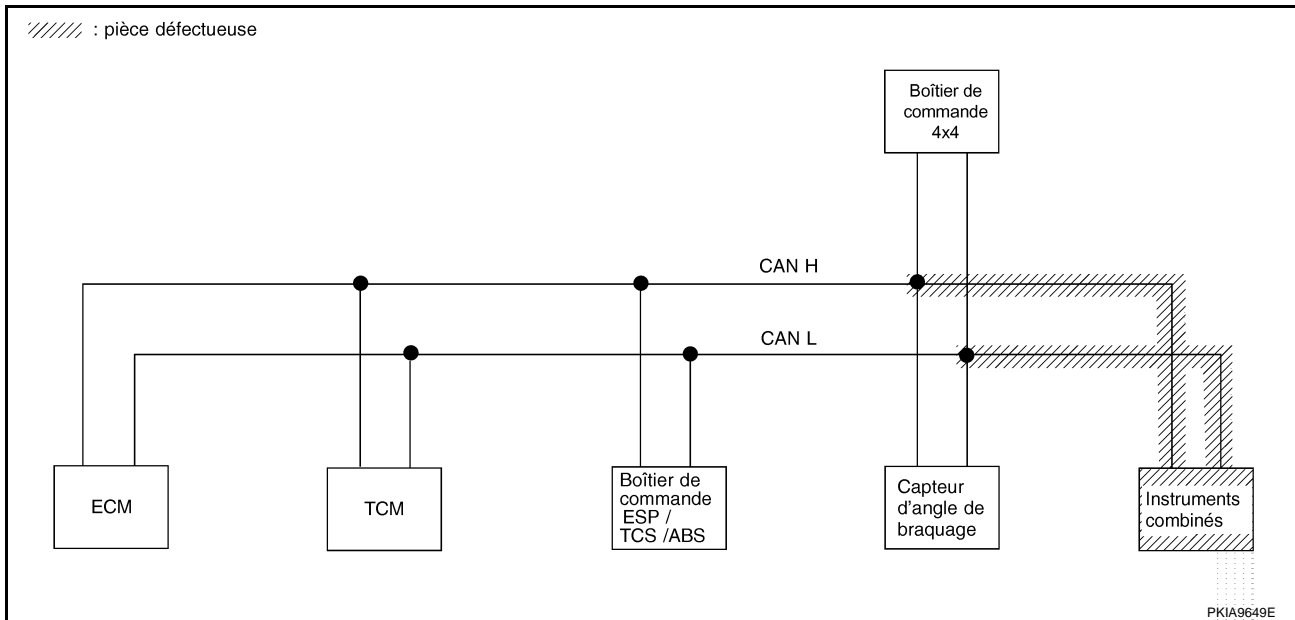 : pièce défectueuse
Boîtier de
commande
4x4
CAN H
CAN L
ECM
TCM
Boîtier de
commande
ESP /
TCS /ABS
Capteur
d'angle de
braquage
Instruments
combinés
PKIA9649E